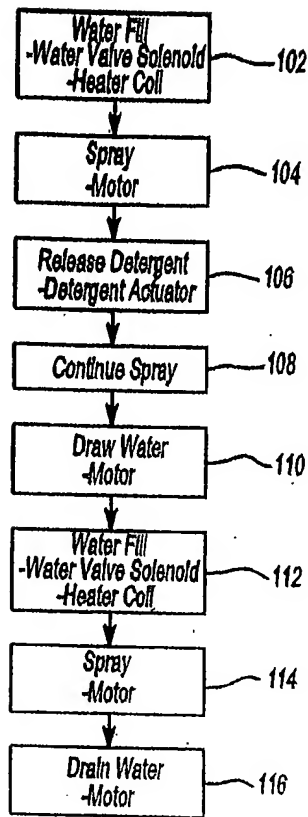 Water Fill
-Water Valve Solenoid
-Heater Coil
102
Spray
-Motor
104
Release Detergent
-Detergent Actuator
106
Continue Spray
108
Draw Water
-Motor
110
Water Fill
-Water Valve Solenoid
-Heater Coil
112
Spray
-Motor
114
Drain Water
-Motor
116